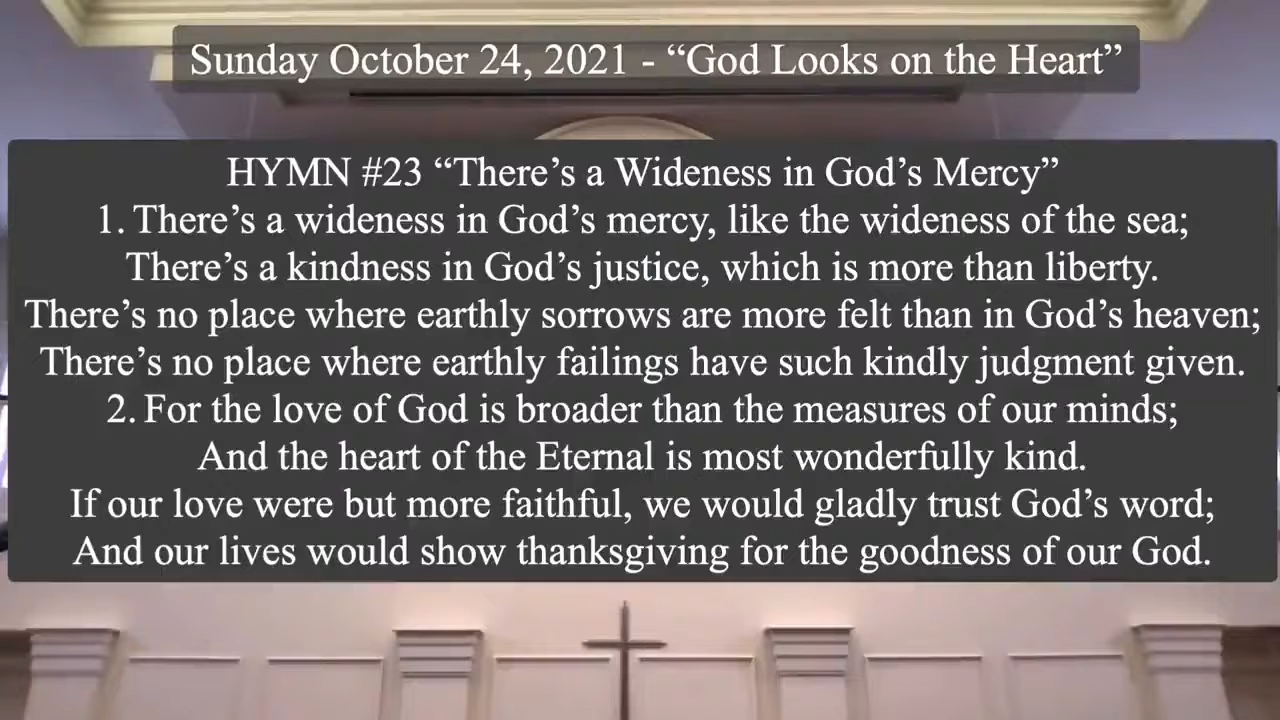 Sunday October 24, 2021 - “God Looks on the Heart”
HYMN #23 “There’s a Wideness in God’s Mercy”
1. There’s a wideness in God’s mercy, like the wideness of the sea;
There’s a kindness in God’s justice, which is more than liberty.
There’s no place where earthly sorrows are more felt than in God’s heaven;
There’s no place where earthly failings have such kindly judgment given.
2. For the love of God is broader than the measures of our minds;
And the heart of the Eternal is most wonderfully kind.
If our love were but more faithful, we would gladly trust God’s word;
And our lives would show thanksgiving for the goodness of our God.